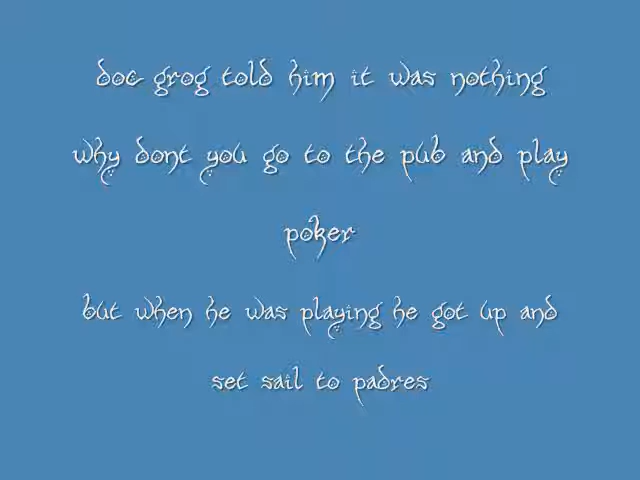 doc grog told him it was nothing
why dont you go to the pub and play
poker
but when he was playing he got up and
set sail to padres